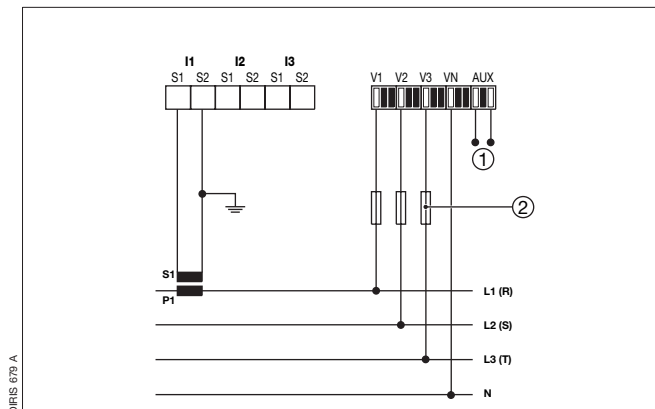 I1 I2 I3
S1 S2 S1 S2 S1 S2 V1 V2 V3 VN AUX
1
2
S1
P1
L1 (R)
L2 (S)
L3 (T)
N
DIRIS 679 A